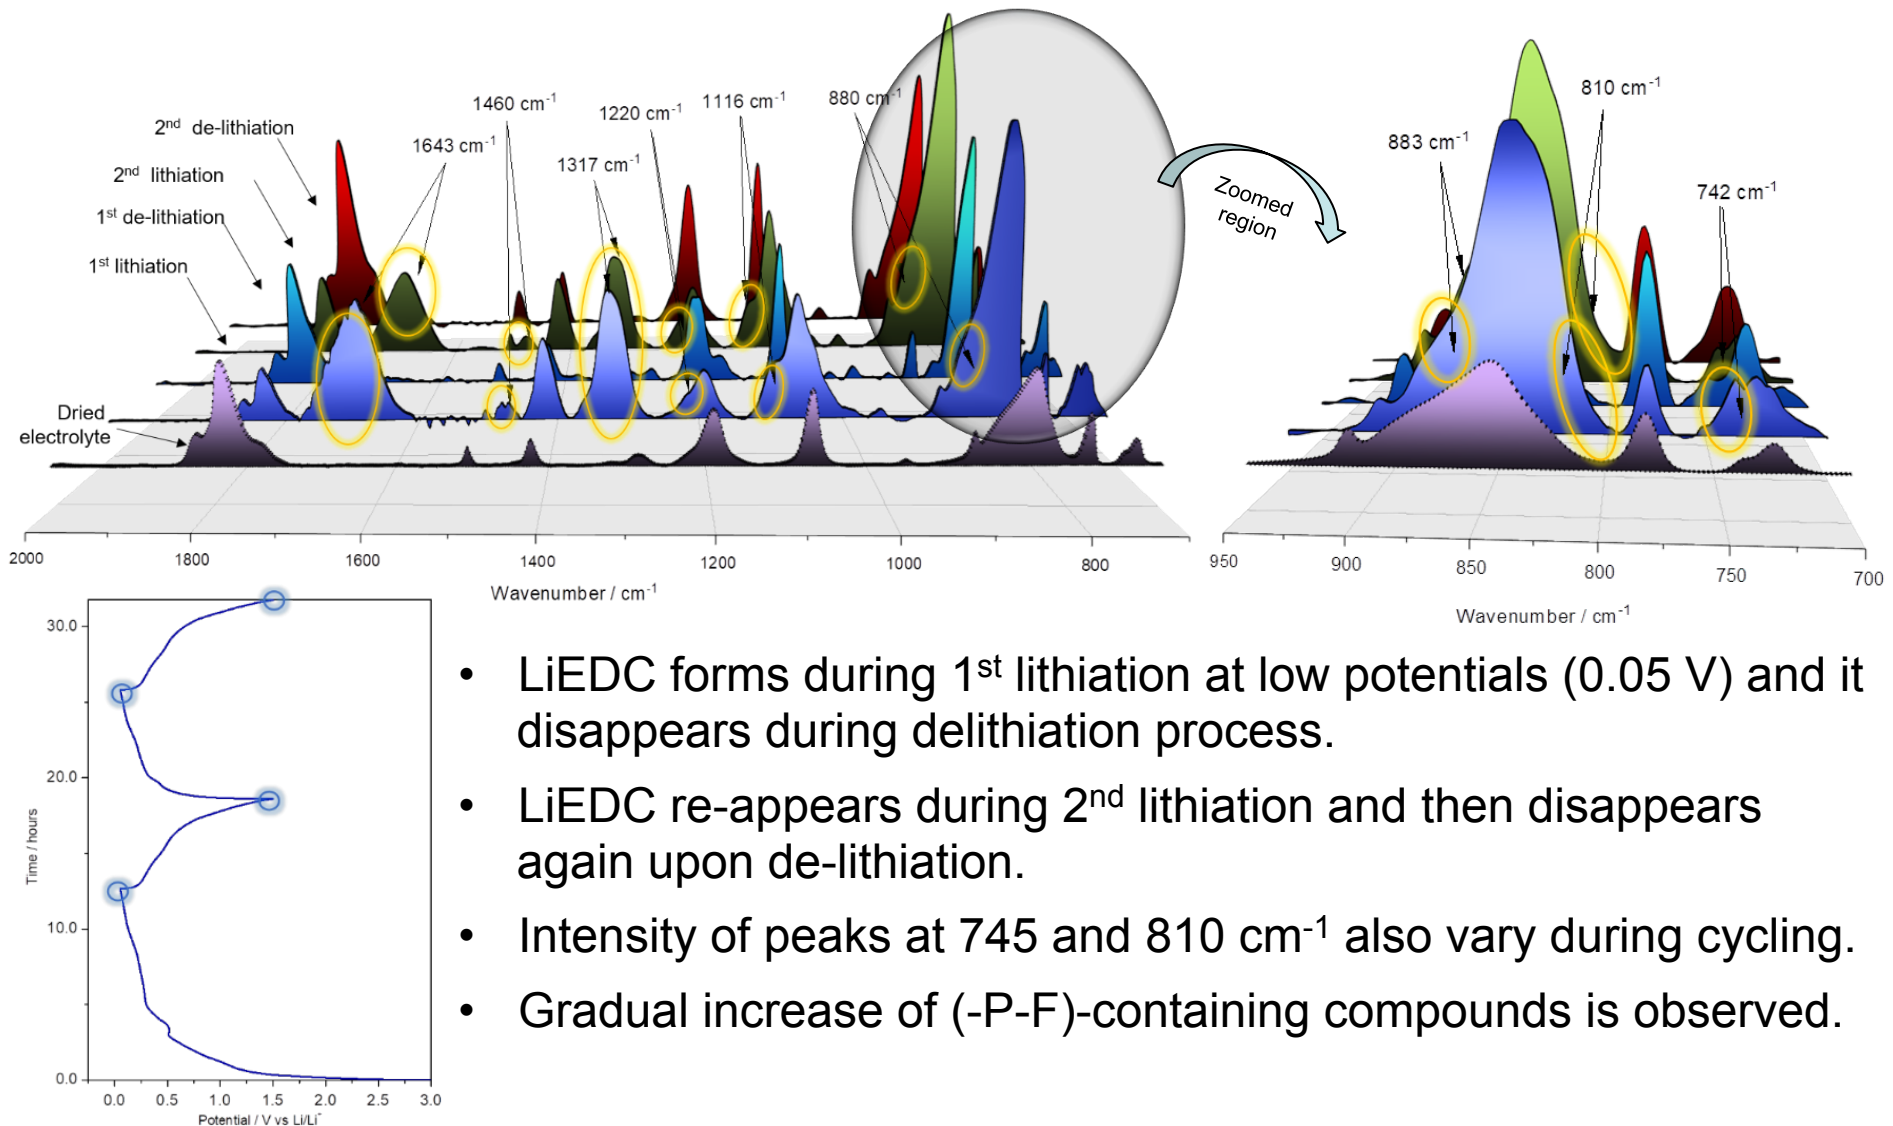 2nd de-lithiation
2nd lithiation
1st de-lithiation
1st lithiation
Dried
electrolyte
1643 cm-1
1460 cm-1
1317 cm-1
1220 cm-1
1116 cm-1
880 cm-1
2000
1800
1600
1400
1200
1000
800
Wavenumber / cm-1
Zoomed
region
883 cm-1
810 cm-1
742 cm-1
950
900
850
800
750
700
Wavenumber / cm-1
30.0
20.0
10.0
0.0
Time / hours
0.0 0.5 1.0 1.5 2.0 2.5 3.0
Potential / V vs Li/Li-
• LiEDC forms during 1st lithiation at low potentials (0.05 V) and it
disappears during delithiation process.
• LiEDC re-appears during 2nd lithiation and then disappears
again upon de-lithiation.
• Intensity of peaks at 745 and 810 cm-1 also vary during cycling.
• Gradual increase of (-P-F)-containing compounds is observed.